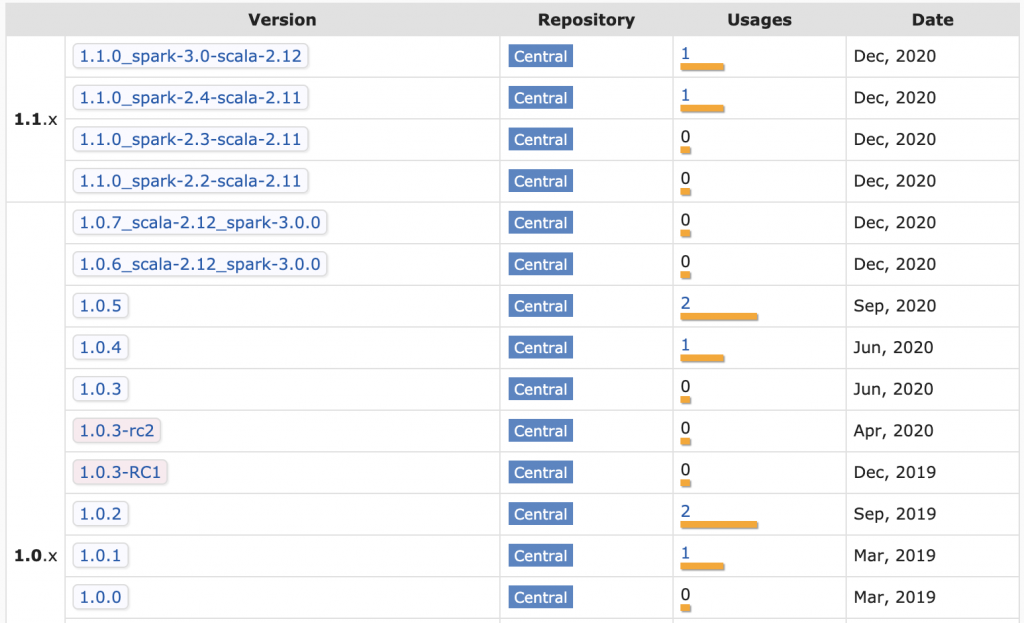 Version Repository Usages Date
1.1.0_spark-3.0-scala-2.12 Central 1 Dec, 2020
1.1.0_spark-2.4-scala-2.11 Central 1 Dec, 2020
1.1.x
1.1.0_spark-2.3-scala-2.11 Central 0 Dec, 2020
1.1.0_spark-2.2-scala-2.11 Central 0 Dec, 2020
1.0.7_scala-2.12_spark-3.0.0 Central 0 Dec, 2020
1.0.6_scala-2.12_spark-3.0.0 Central 0 Dec, 2020
1.0.5 Central 2 Sep, 2020
1.0.4 Central 1 Jun, 2020
1.0.3 Central 0 Jun, 2020
1.0.3-rc2 Central 0 Apr, 2020
1.0.3-RC1 Central 0 Dec, 2019
1.0.2 Central 2 Sep, 2019
1.0.x 1.0.1 Central 1 Mar, 2019
1.0.0 Central 0 Mar, 2019